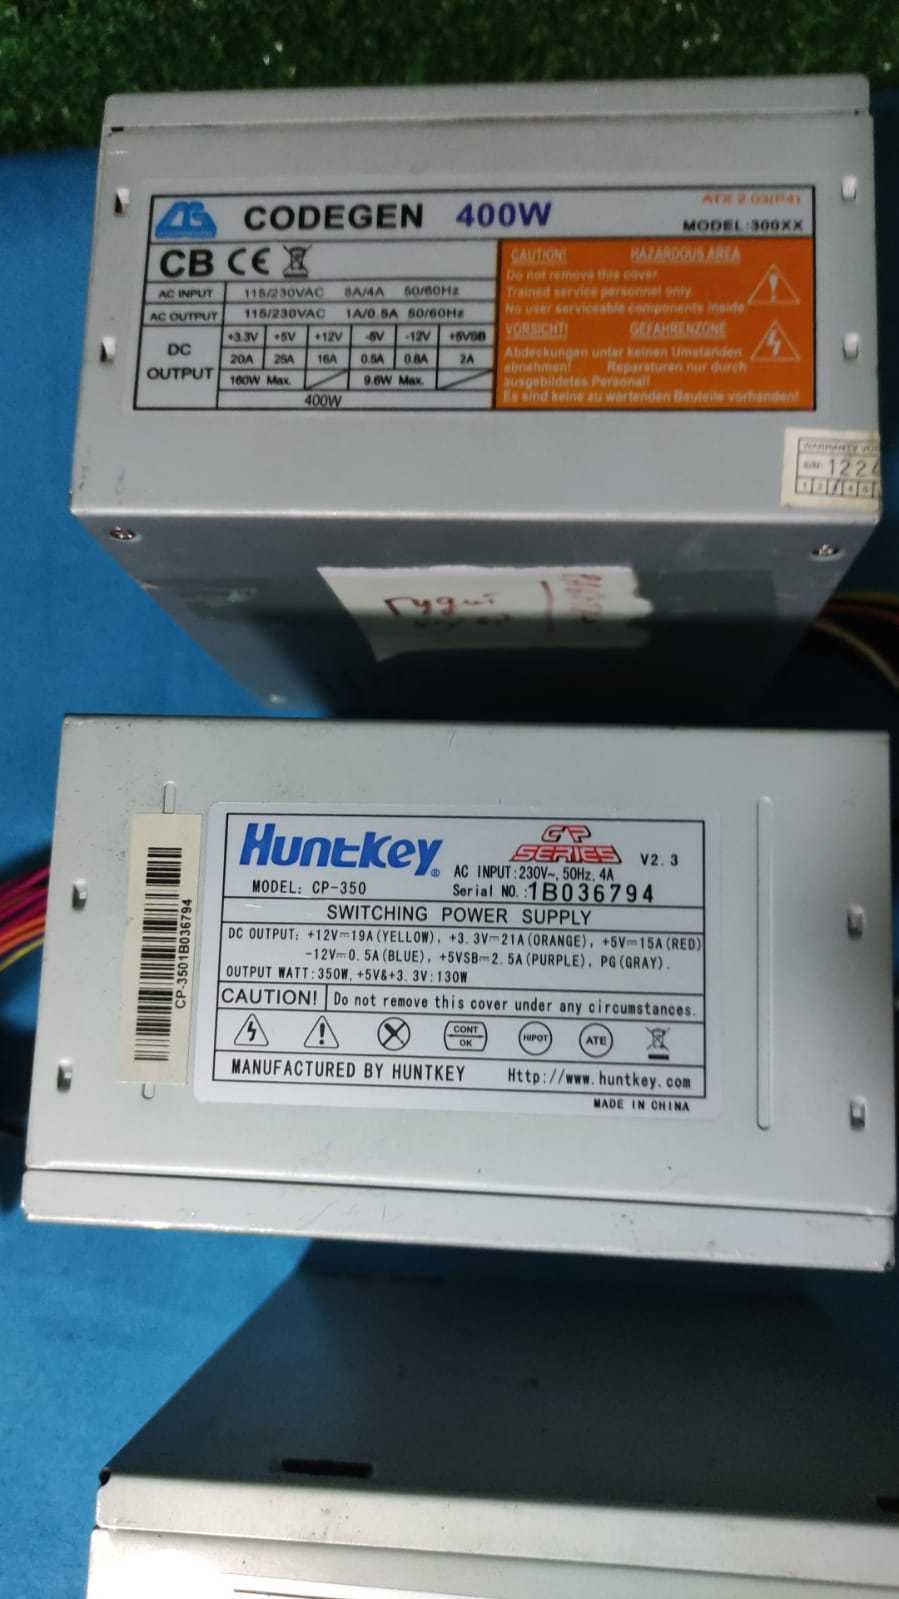 CODEGEN 400W
ATX 2.03(P4)
MODEL:300XX
CB CE
AC INPUT 115/230VAC 8A/4A 50/60Hz
AC OUTPUT 115/230VAC 1A/0.5A 50/60Hz
DC OUTPUT
+3.3V +5V +12V -5V -12V +5VSB
20A 25A 16A 0.5A 0.8A 2A
160W Max. 9.6W Max.
400W
CAUTION! HAZARDOUS AREA
Do not remove this cover.
Trained service personnel only.
No user serviceable components inside.
VORSICHT! GEFAHRENZONE
Abdeckungen unter keinen Umstanden
abnehmen! Reparaturen nur durch
ausgebildetes Personal!
Es sind keine zu wartenden Bauteile vorhanden!
WARRANTY
S/N: 1224
Гудит
Huntkey®
CP SERIES V2.3
MODEL: CP-350
AC INPUT:230V~, 50Hz, 4A
Serial NO.:1B036794
SWITCHING POWER SUPPLY
DC OUTPUT: +12V⎓19A(YELLOW), +3.3V⎓21A(ORANGE), +5V⎓15A(RED)
-12V⎓0.5A(BLUE), +5VSB⎓2.5A(PURPLE), PG(GRAY).
OUTPUT WATT:350W, +5V&+3.3V:130W
CAUTION! Do not remove this cover under any circumstances.
CONT OK HIPOT ATE
MANUFACTURED BY HUNTKEY Http://www.huntkey.com
MADE IN CHINA
CP-3501B036794